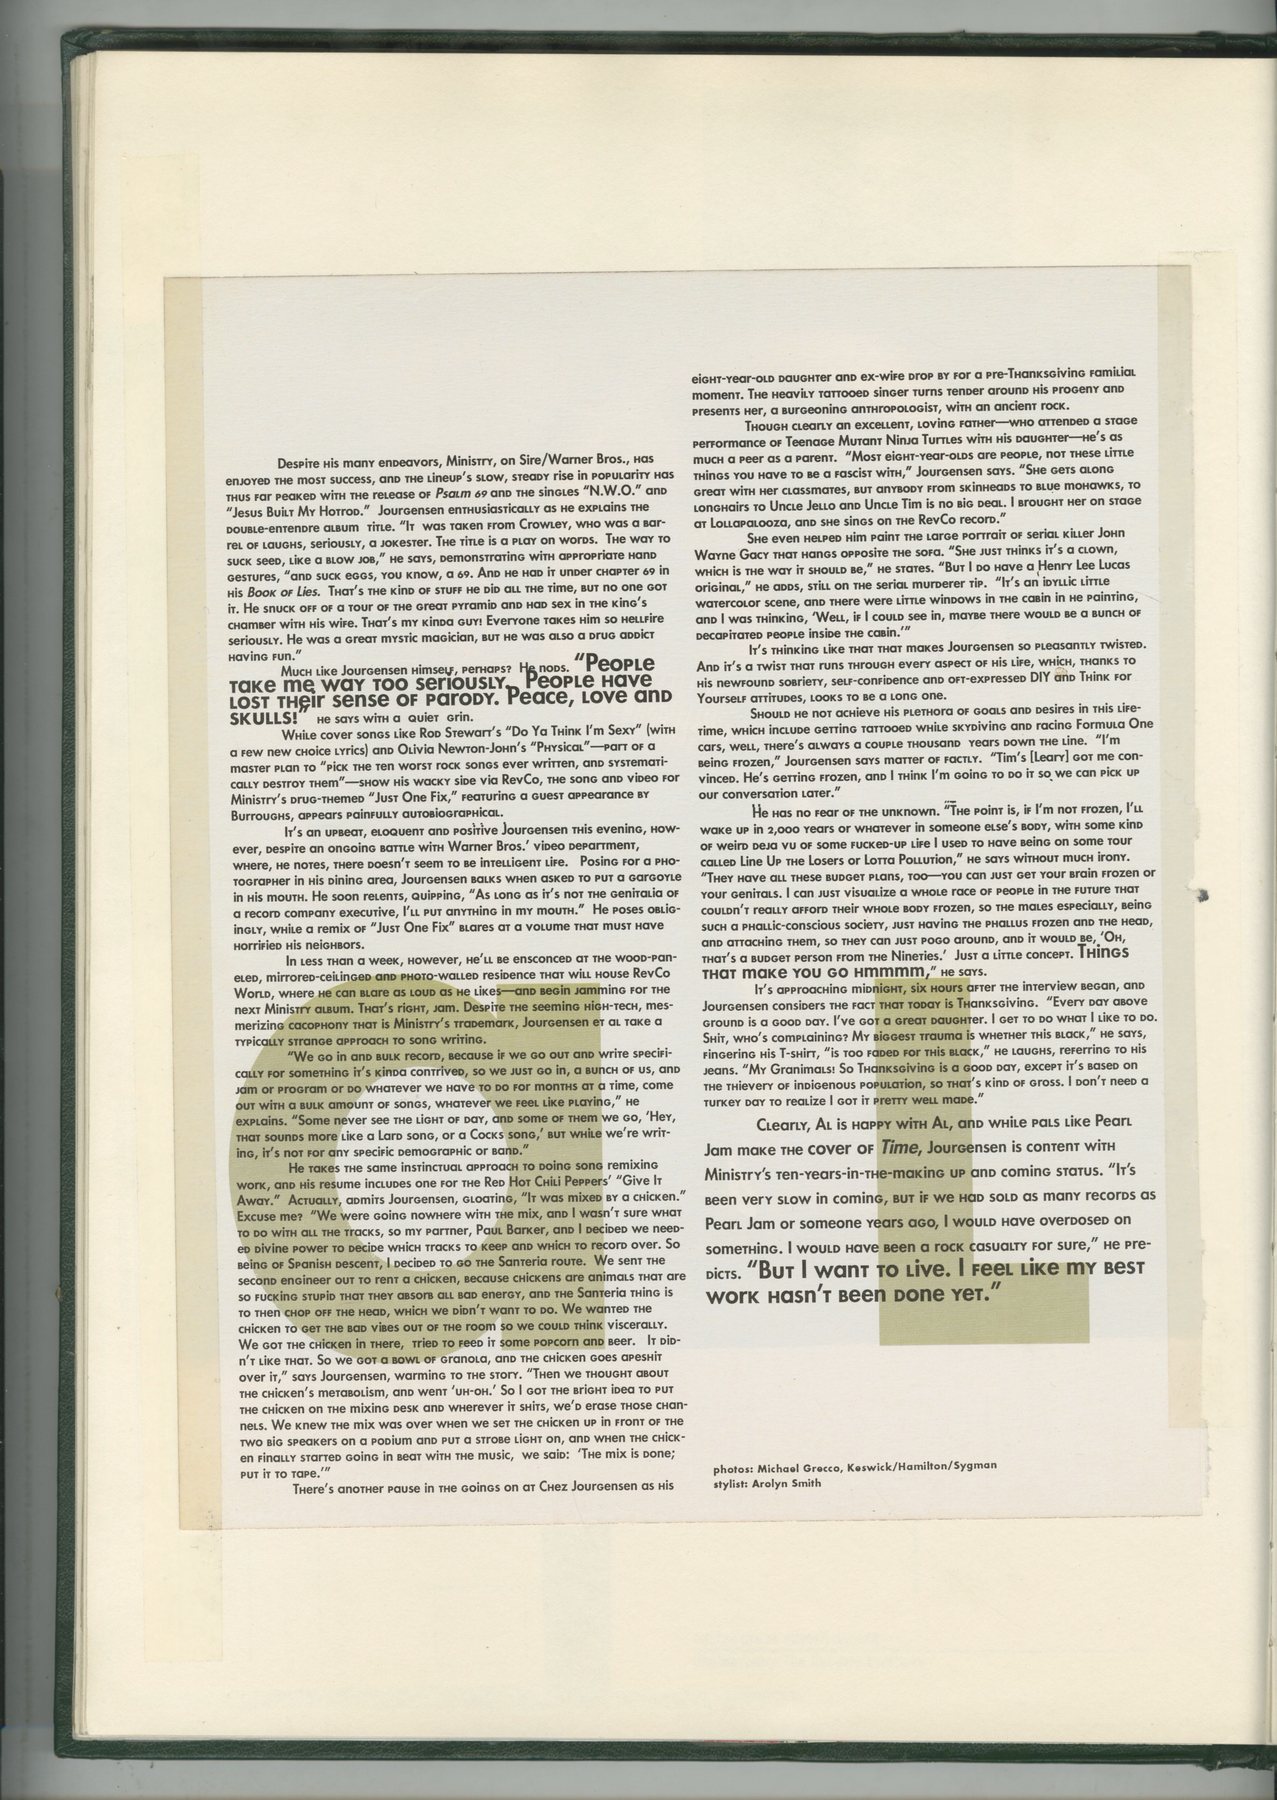 Despite his many endeavors, Ministry, on Sire/Warner Bros., has
enjoyed the most success, and the lineup's slow, steady rise in popularity has
thus far peaked with the release of Psalm 69 and the singles "N.W.O." and
"Jesus Built My Hotrod." Jourgensen enthusiastically as he explains the
double-entendre album title. "It was taken from Crowley, who was a bar-
rel of laughs, seriously, a jokester. The title is a play on words. The way to
suck seed, like a blow job," he says, demonstrating with appropriate hand
gestures, "and suck eggs, you know, a 69. And he had it under chapter 69 in
his Book of Lies. That's the kind of stuff he did all the time, but no one got
it. He snuck off of a tour of the great pyramid and had sex in the king's
chamber with his wife. That's my kinda guy! Everyone takes him so hellfire
seriously. He was a great mystic magician, but he was also a drug addict
having fun."
Much like Jourgensen himself, perhaps? He nods. "People
take me way too seriously. People have
lost their sense of parody. Peace, love and
skulls!" he says with a quiet grin.
While cover songs like Rod Stewart's "Do Ya Think I'm Sexy" (with
a few new choice lyrics) and Olivia Newton-John's "Physical"—part of a
master plan to "pick the ten worst rock songs ever written, and systemati-
cally destroy them"—show his wacky side via RevCo, the song and video for
Ministry's drug-themed "Just One Fix," featuring a guest appearance by
Burroughs, appears painfully autobiographical.
It's an upbeat, eloquent and positive Jourgensen this evening, how-
ever, despite an ongoing battle with Warner Bros.' video department,
where, he notes, there doesn't seem to be intelligent life. Posing for a pho-
tographer in his dining area, Jourgensen balks when asked to put a gargoyle
in his mouth. He soon relents, quipping, "As long as it's not the genitalia of
a record company executive, I'll put anything in my mouth." He poses oblig-
ingly, while a remix of "Just One Fix" blares at a volume that must have
horrified his neighbors.
In less than a week, however, he'll be ensconced at the wood-pan-
eled, mirrored-ceilinged and photo-walled residence that will house RevCo
World, where he can blare as loud as he likes—and begin jamming for the
next Ministry album. That's right, jam. Despite the seeming high-tech, mes-
merizing cacophony that is Ministry's trademark, Jourgensen et al take a
typically strange approach to song writing.
"We go in and bulk record, because if we go out and write specifi-
cally for something it's kinda contrived, so we just go in, a bunch of us, and
jam or program or do whatever we have to do for months at a time, come
out with a bulk amount of songs, whatever we feel like playing," he
explains. "Some never see the light of day, and some of them we go, 'Hey,
that sounds more like a Lard song, or a Cocks song,' but while we're writ-
ing, it's not for any specific demographic or band."
He takes the same instinctual approach to doing song remixing
work, and his resume includes one for the Red Hot Chili Peppers' "Give It
Away." Actually, admits Jourgensen, gloating, "It was mixed by a chicken."
Excuse me? "We were going nowhere with the mix, and I wasn't sure what
to do with all the tracks, so my partner, Paul Barker, and I decided we need-
ed divine power to decide which tracks to keep and which to record over. So
being of Spanish descent, I decided to go the Santeria route. We sent the
second engineer out to rent a chicken, because chickens are animals that are
so fucking stupid that they absorb all bad energy, and the Santeria thing is
to then chop off the head, which we didn't want to do. We wanted the
chicken to get the bad vibes out of the room so we could think viscerally.
We got the chicken in there, tried to feed it some popcorn and beer. It did-
n't like that. So we got a bowl of granola, and the chicken goes apeshit
over it," says Jourgensen, warming to the story. "Then we thought about
the chicken's metabolism, and went 'uh-oh.' So I got the bright idea to put
the chicken on the mixing desk and wherever it shits, we'd erase those chan-
nels. We knew the mix was over when we set the chicken up in front of the
two big speakers on a podium and put a strobe light on, and when the chick-
en finally started going in beat with the music, we said: 'The mix is done;
put it to tape.'"
There's another pause in the goings on at Chez Jourgensen as his
eight-year-old daughter and ex-wife drop by for a pre-Thanksgiving familial
moment. The heavily tattooed singer turns tender around his progeny and
presents her, a burgeoning anthropologist, with an ancient rock.
Though clearly an excellent, loving father—who attended a stage
performance of Teenage Mutant Ninja Turtles with his daughter—he's as
much a peer as a parent. "Most eight-year-olds are people, not these little
things you have to be a fascist with," Jourgensen says. "She gets along
great with her classmates, but anybody from skinheads to blue mohawks, to
longhairs to Uncle Jello and Uncle Tim is no big deal. I brought her on stage
at Lollapalooza, and she sings on the RevCo record."
She even helped him paint the large portrait of serial killer John
Wayne Gacy that hangs opposite the sofa. "She just thinks it's a clown,
which is the way it should be," he states. "But I do have a Henry Lee Lucas
original," he adds, still on the serial murderer tip. "It's an idyllic little
watercolor scene, and there were little windows in the cabin in he painting,
and I was thinking, 'Well, if I could see in, maybe there would be a bunch of
decapitated people inside the cabin.'"
It's thinking like that that makes Jourgensen so pleasantly twisted.
And it's a twist that runs through every aspect of his life, which, thanks to
his newfound sobriety, self-confidence and oft-expressed DIY and Think for
Yourself attitudes, looks to be a long one.
Should he not achieve his plethora of goals and desires in this life-
time, which include getting tattooed while skydiving and racing Formula One
cars, well, there's always a couple thousand years down the line. "I'm
being frozen," Jourgensen says matter of factly. "Tim's [Leary] got me con-
vinced. He's getting frozen, and I think I'm going to do it so we can pick up
our conversation later."
He has no fear of the unknown. "The point is, if I'm not frozen, I'll
wake up in 2,000 years or whatever in someone else's body, with some kind
of weird deja vu of some fucked-up life I used to have being on some tour
called Line Up the Losers or Lotta Pollution," he says without much irony.
"They have all these budget plans, too—you can just get your brain frozen or
your genitals. I can just visualize a whole race of people in the future that
couldn't really afford their whole body frozen, so the males especially, being
such a phallic-conscious society, just having the phallus frozen and the head,
and attaching them, so they can just pogo around, and it would be, 'Oh,
that's a budget person from the Nineties.' Just a little concept. Things
that make you go hmmmm," he says.
It's approaching midnight, six hours after the interview began, and
Jourgensen considers the fact that today is Thanksgiving. "Every day above
ground is a good day. I've got a great daughter. I get to do what I like to do.
Shit, who's complaining? My biggest trauma is whether this black," he says,
fingering his T-shirt, "is too faded for this black," he laughs, referring to his
jeans. "My Granimals! So Thanksgiving is a good day, except it's based on
the thievery of indigenous population, so that's kind of gross. I don't need a
turkey day to realize I got it pretty well made."
Clearly, Al is happy with Al, and while pals like Pearl
Jam make the cover of Time, Jourgensen is content with
Ministry's ten-years-in-the-making up and coming status. "It's
been very slow in coming, but if we had sold as many records as
Pearl Jam or someone years ago, I would have overdosed on
something. I would have been a rock casualty for sure," he pre-
dicts. "But I want to live. I feel like my best
work hasn't been done yet."
al
photos: Michael Grecco, Keswick/Hamilton/Sygman
stylist: Arolyn Smith